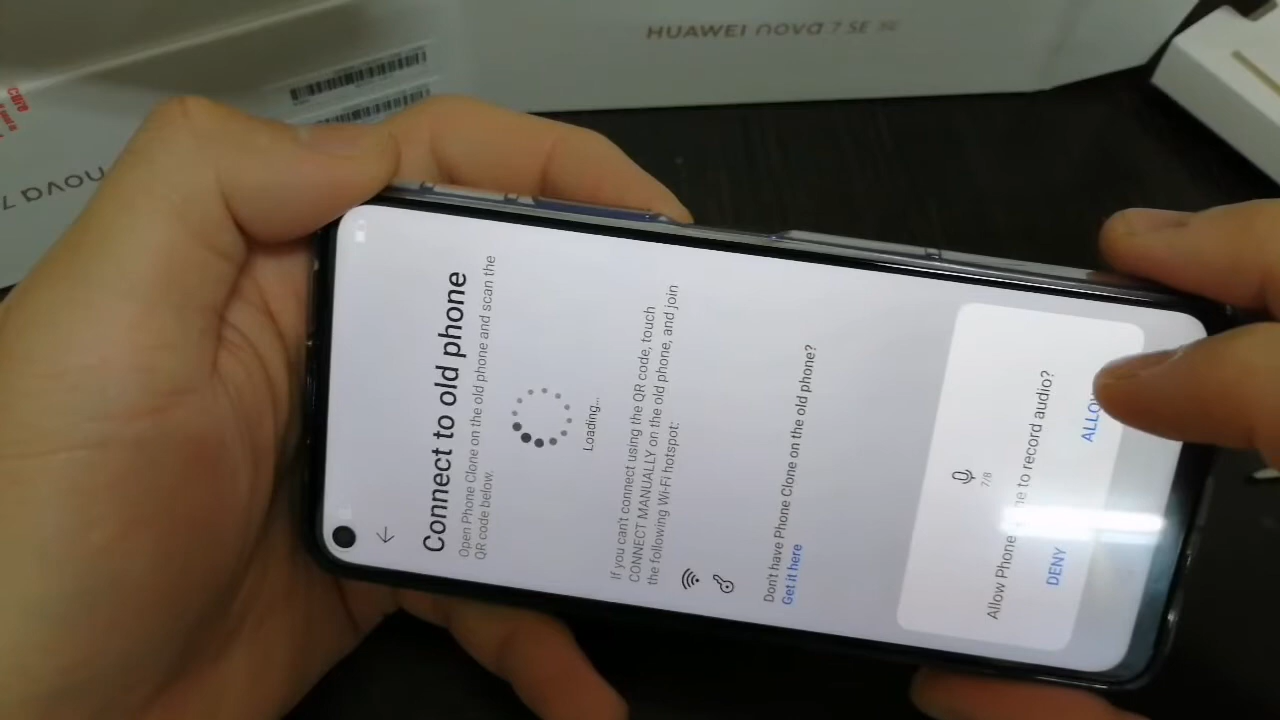 HUAWEI nova 7 SE 5G
nova 7
Connect to old phone
Open Phone Clone on the old phone and scan the
QR code below.
Loading...
If you can't connect using the QR code, touch
CONNECT MANUALLY on the old phone, and join
the following Wi-Fi hotspot:
Don't have Phone Clone on the old phone?
Get it here
7/8
Allow Phone to record audio?
DENY